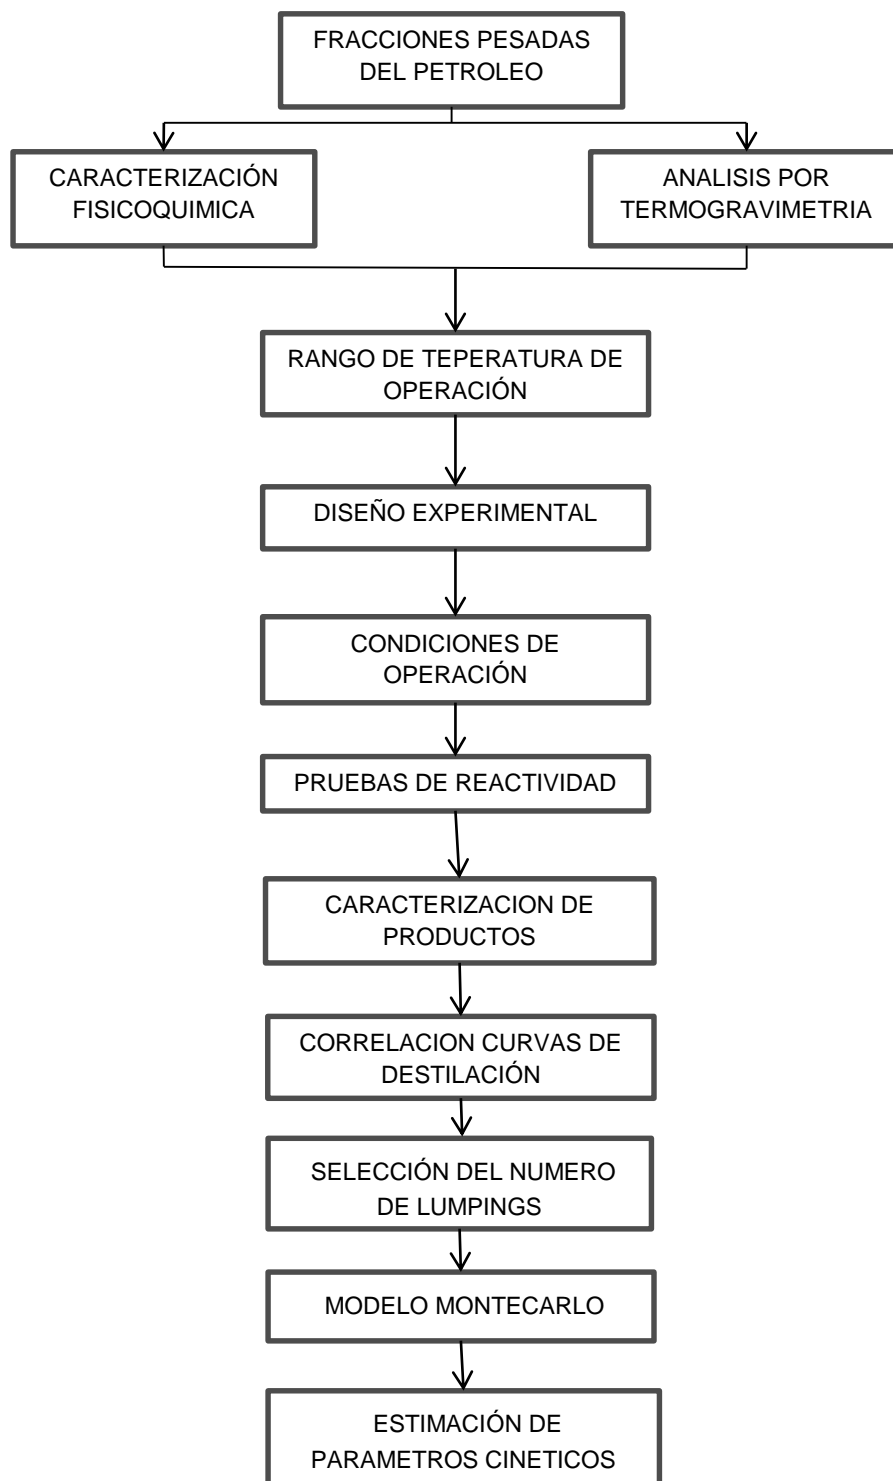 FRACCIONES PESADAS
DEL PETROLEO
CARACTERIZACIÓN
FISICOQUIMICA
ANALISIS POR
TERMOGRAVIMETRIA
RANGO DE TEPERATURA DE
OPERACIÓN
DISEÑO EXPERIMENTAL
CONDICIONES DE
OPERACIÓN
PRUEBAS DE REACTIVIDAD
CARACTERIZACION DE
PRODUCTOS
CORRELACION CURVAS DE
DESTILACIÓN
SELECCIÓN DEL NUMERO
DE LUMPINGS
MODELO MONTECARLO
ESTIMACIÓN DE
PARAMETROS CINETICOS